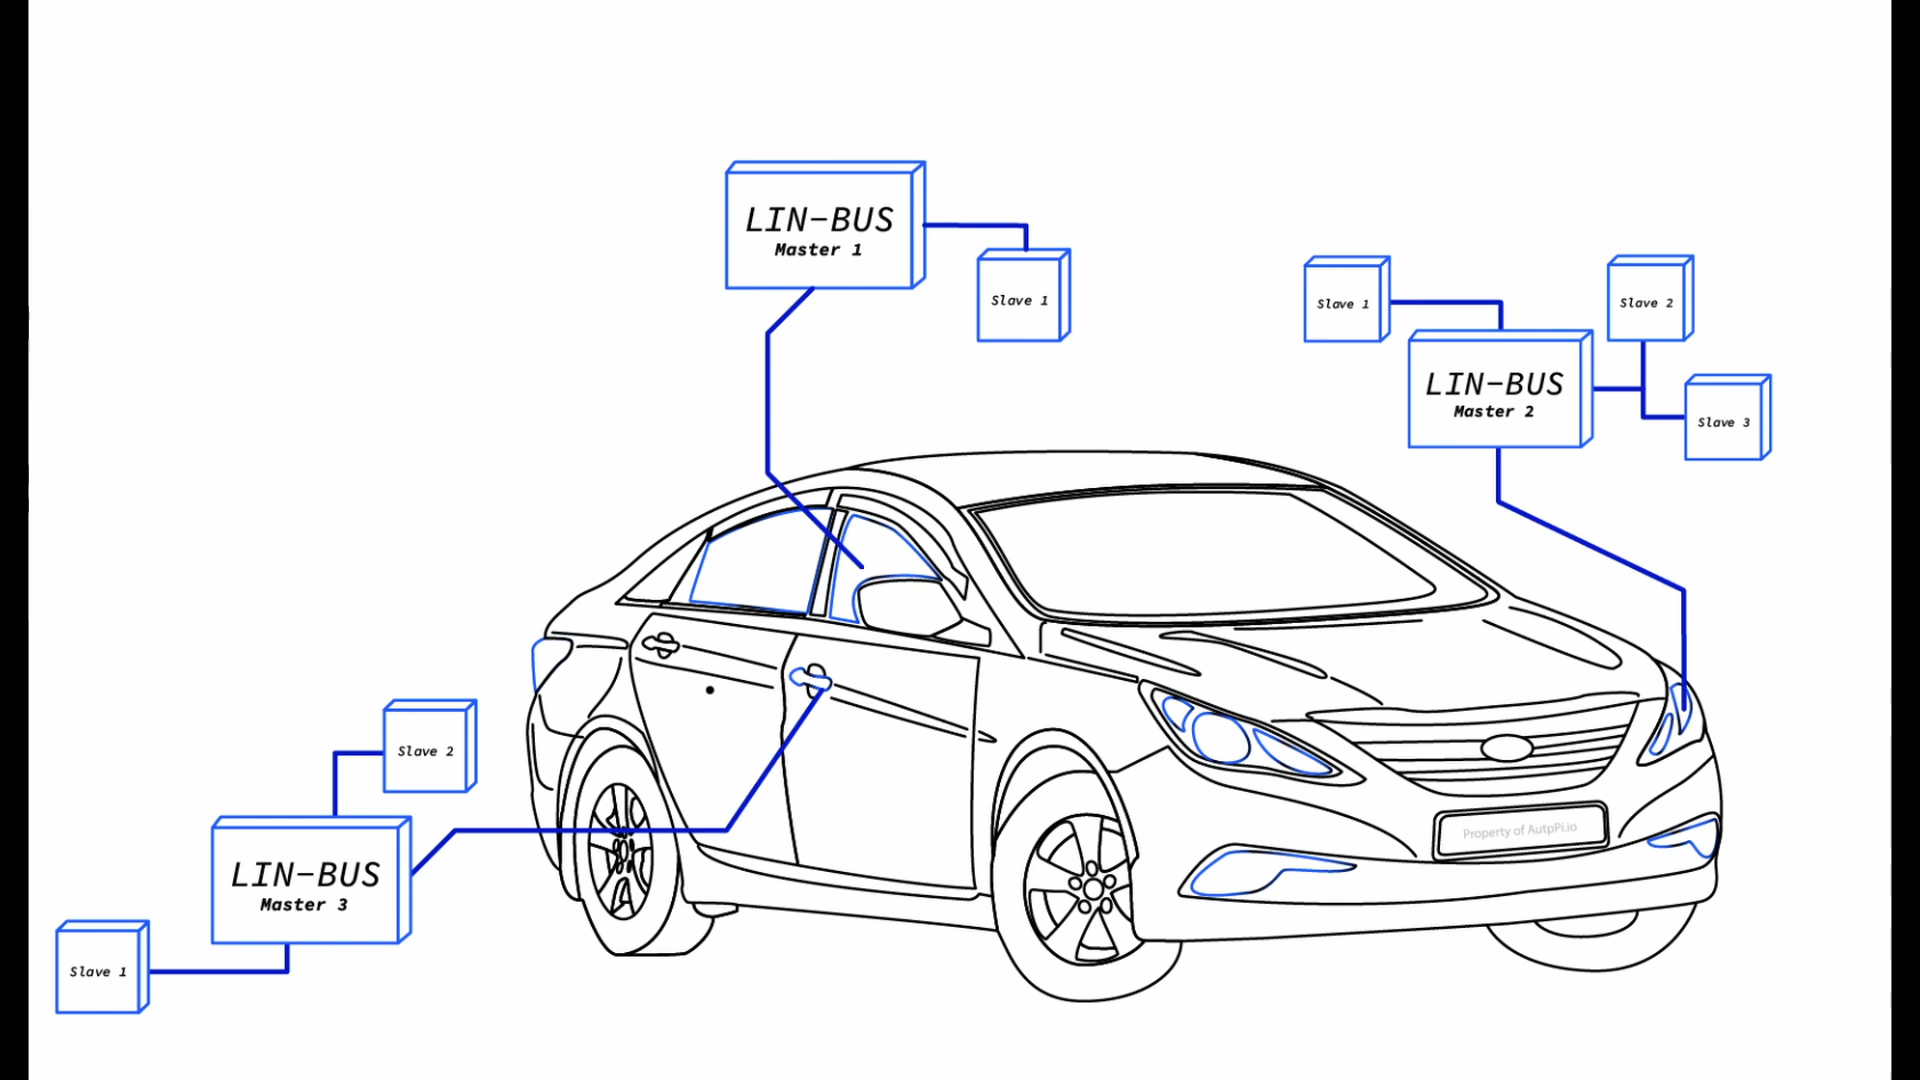 LIN-BUS
Master 1
Slave 1
Slave 1
Slave 2
LIN-BUS
Master 2
Slave 3
Slave 2
LIN-BUS
Master 3
Slave 1
Property of AutpPi.io